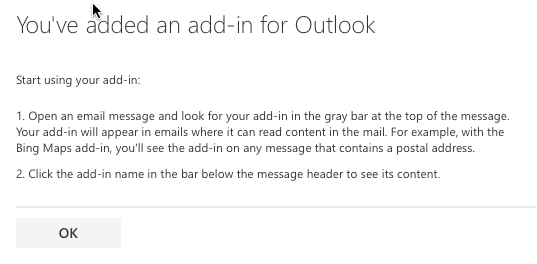 You've added an add-in for Outlook
Start using your add-in:
1. Open an email message and look for your add-in in the gray bar at the top of the message.
Your add-in will appear in emails where it can read content in the mail. For example, with the
Bing Maps add-in, you'll see the add-in on any message that contains a postal address.
2. Click the add-in name in the bar below the message header to see its content.
OK